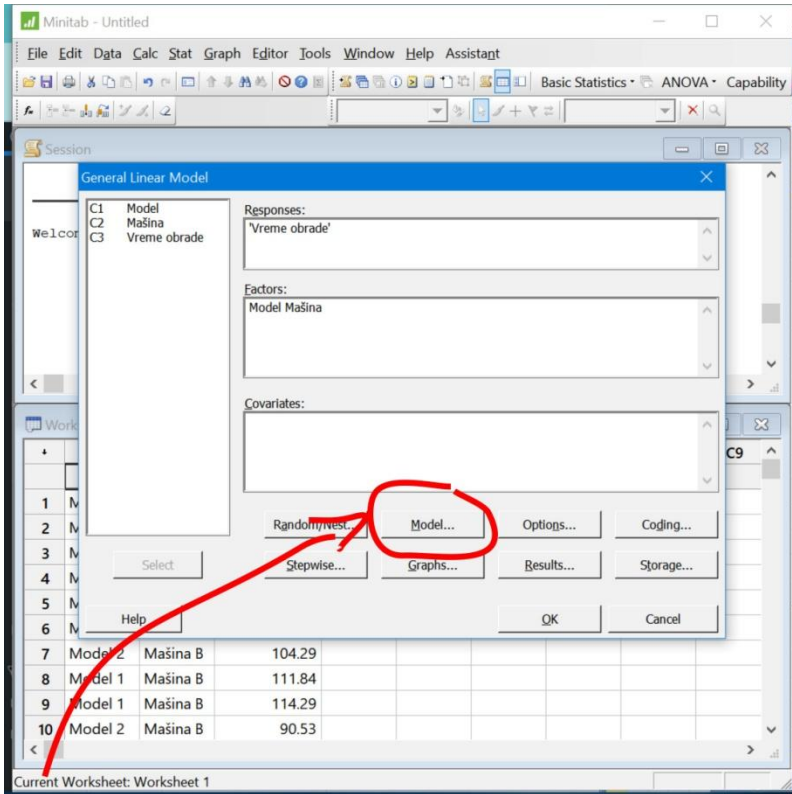 Minitab - Untitled
File Edit Data Calc Stat Graph Editor Tools Window Help Assistant
Basic Statistics ANOVA Capability
Session
General Linear Model
C1 Model
C2 Mašina
C3 Vreme obrade
Responses:
'Vreme obrade'
Factors:
Model Mašina
Covariates:
Random/Nest... Model... Options... Coding...
Select Stepwise... Graphs... Results... Storage...
Help OK Cancel
Welcom
Work
C9
1 M
2 M
3 M
4 M
5 M
6 M
7 Model 2 Mašina B 104.29
8 Model 1 Mašina B 111.84
9 Model 1 Mašina B 114.29
10 Model 2 Mašina B 90.53
Current Worksheet: Worksheet 1